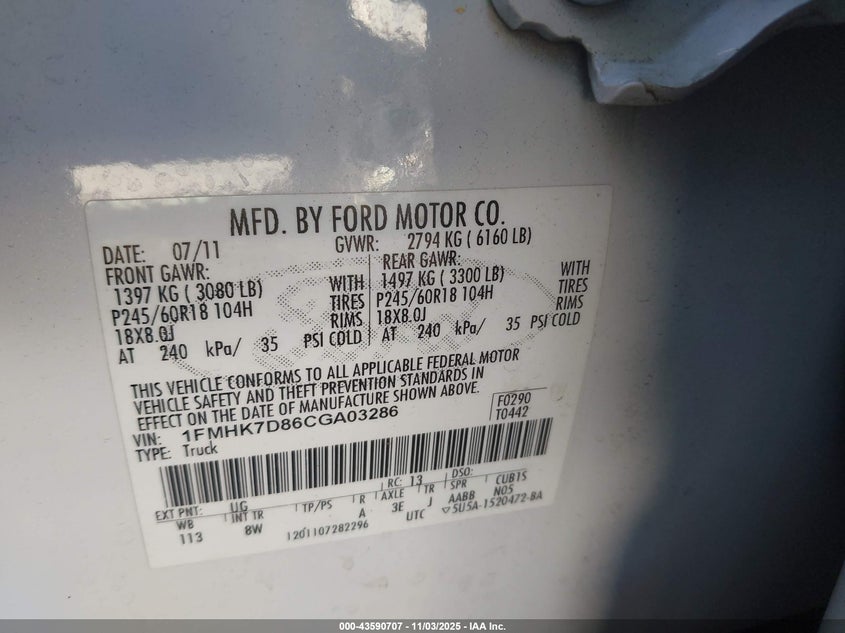 MFD. BY FORD MOTOR CO.
DATE: 07/11 GVWR: 2794 KG ( 6160 LB)
FRONT GAWR: REAR GAWR:
1397 KG ( 3080 LB) WITH 1497 KG ( 3300 LB) WITH
P245/60R18 104H TIRES P245/60R18 104H TIRES
18X8.0J RIMS 18X8.0J RIMS
AT 240 kPa/ 35 PSI COLD AT 240 kPa/ 35 PSI COLD
THIS VEHICLE CONFORMS TO ALL APPLICABLE FEDERAL MOTOR
VEHICLE SAFETY AND THEFT PREVENTION STANDARDS IN
EFFECT ON THE DATE OF MANUFACTURE SHOWN ABOVE.
VIN: 1FMHK7D86CGA03286
TYPE: Truck
F0290
T0442
EXT PNT: UG RC: 13 DSO:
WB INT TR TP/PS R AXLE TR SPR CUB1S
113 8W A 3E J AABB N05
1201107282296 UTC ▽5U5A-1520472-BA
000-43590707 - 11/03/2025 - IAA Inc.